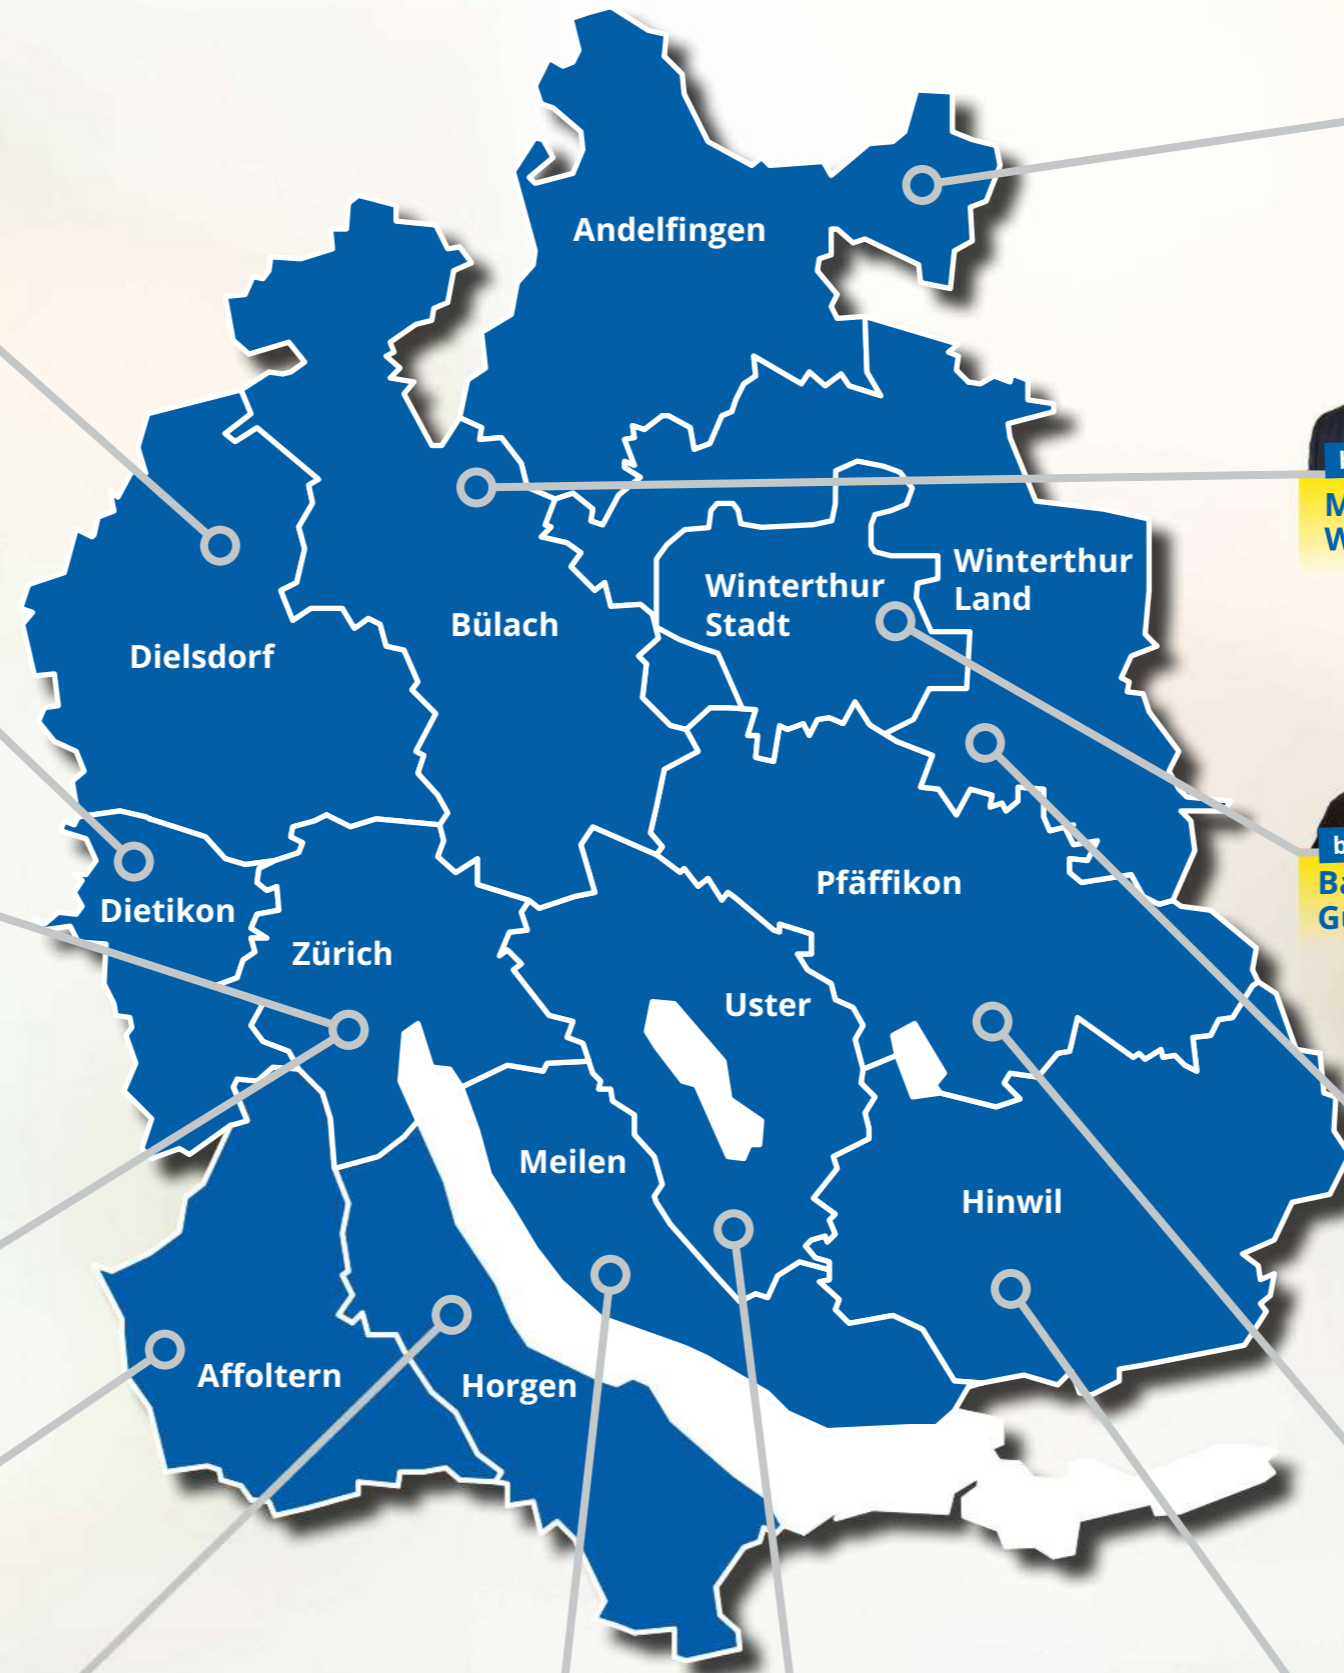 Andelfingen
Winterthur
Land
Winterthur
Stadt
Bülach
Dielsdorf
Pfäffikon
Dietikon
Zürich
Uster
Meilen
Hinwil
Affoltern
Horgen